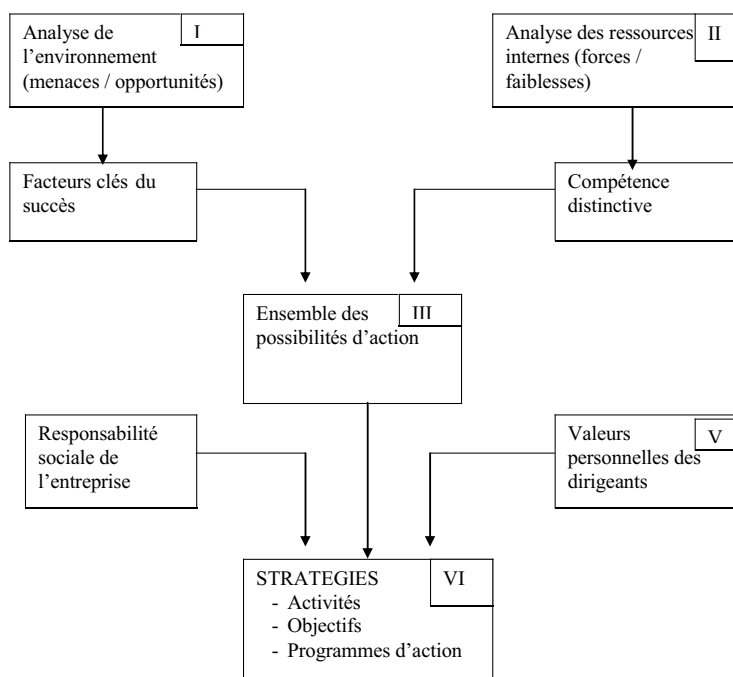 Analyse de
l'environnement
(menaces / opportunités)
I
Analyse des ressources
internes (forces /
faiblesses)
II
Facteurs clés du
succès
Compétence
distinctive
Ensemble des
possibilités d'action
III
Responsabilité
sociale de
l'entreprise
Valeurs
personnelles des
dirigeants
V
STRATEGIES
- Activités
- Objectifs
- Programmes d'action
VI